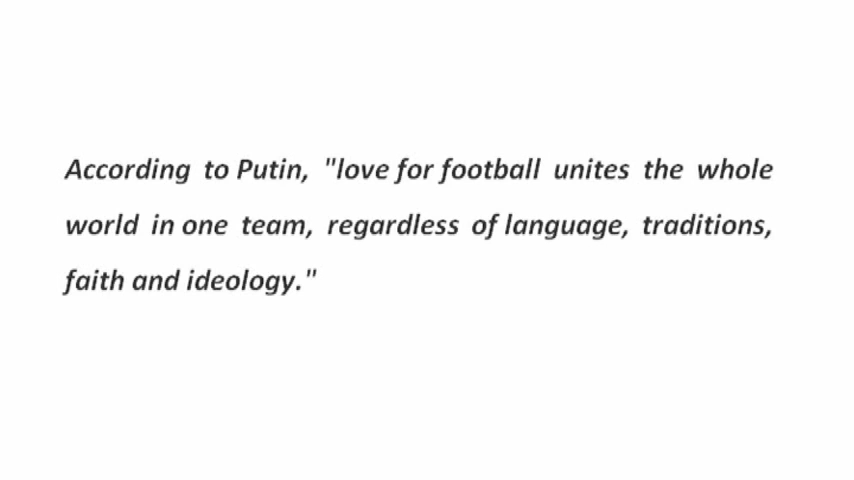 According to Putin, "love for football unites the whole
world in one team, regardless of language, traditions,
faith and ideology."